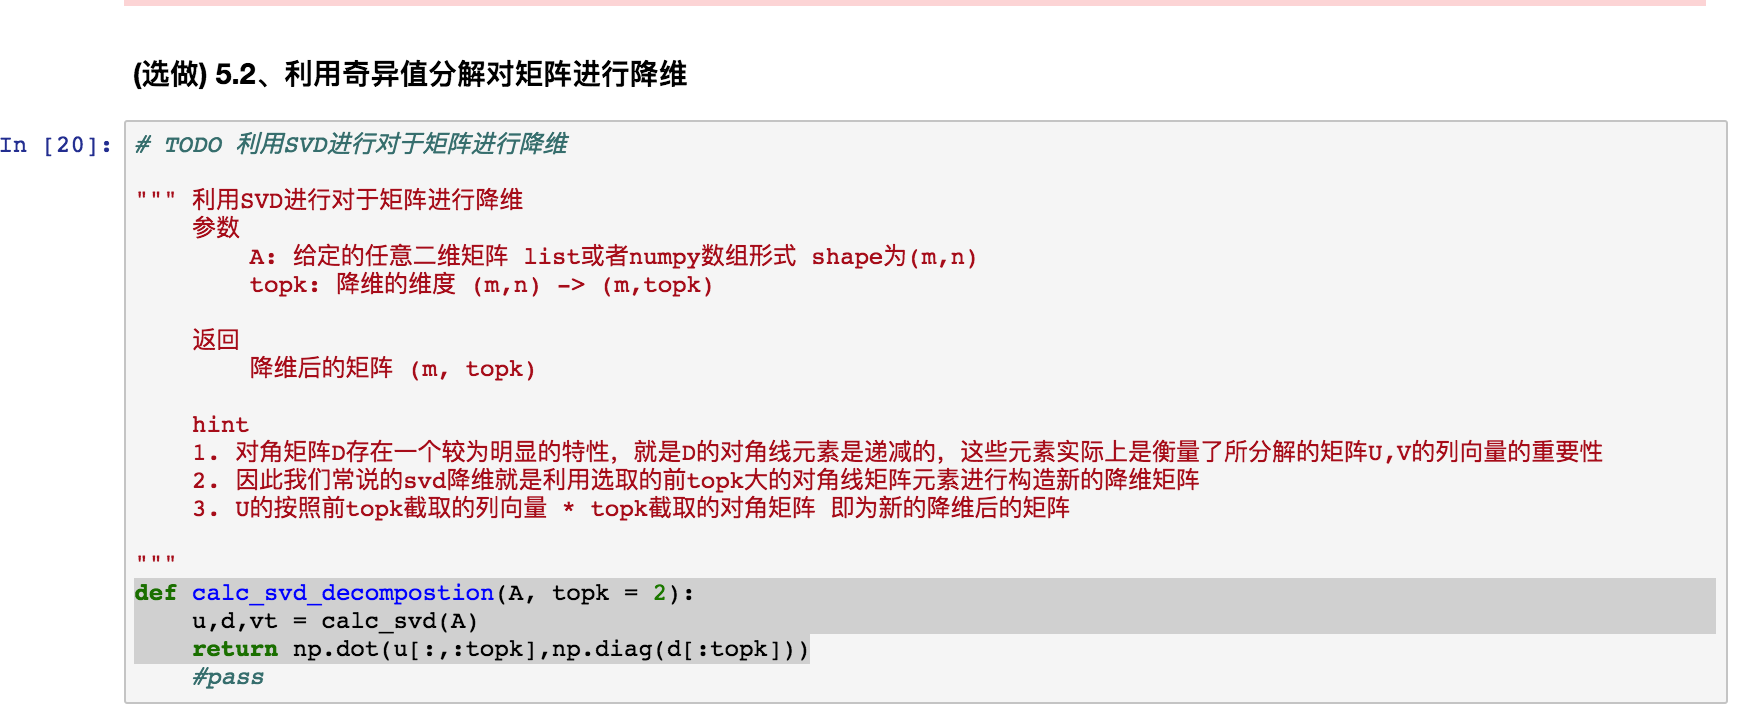 (选做) 5.2、利用奇异值分解对矩阵进行降维
In [20]: # TODO 利用SVD进行对于矩阵进行降维
""" 利用SVD进行对于矩阵进行降维
参数
A: 给定的任意二维矩阵 list或者numpy数组形式 shape为(m,n)
topk: 降维的维度 (m,n) -> (m,topk)
返回
降维后的矩阵 (m, topk)
hint
1. 对角矩阵D存在一个较为明显的特性，就是D的对角线元素是递减的，这些元素实际上是衡量了所分解的矩阵U,V的列向量的重要性
2. 因此我们常说的svd降维就是利用选取的前topk大的对角线矩阵元素进行构造新的降维矩阵
3. U的按照前topk截取的列向量 * topk截取的对角矩阵 即为新的降维后的矩阵
"""
def calc_svd_decompostion(A, topk = 2):
u,d,vt = calc_svd(A)
return np.dot(u[:,:topk],np.diag(d[:topk]))
#pass